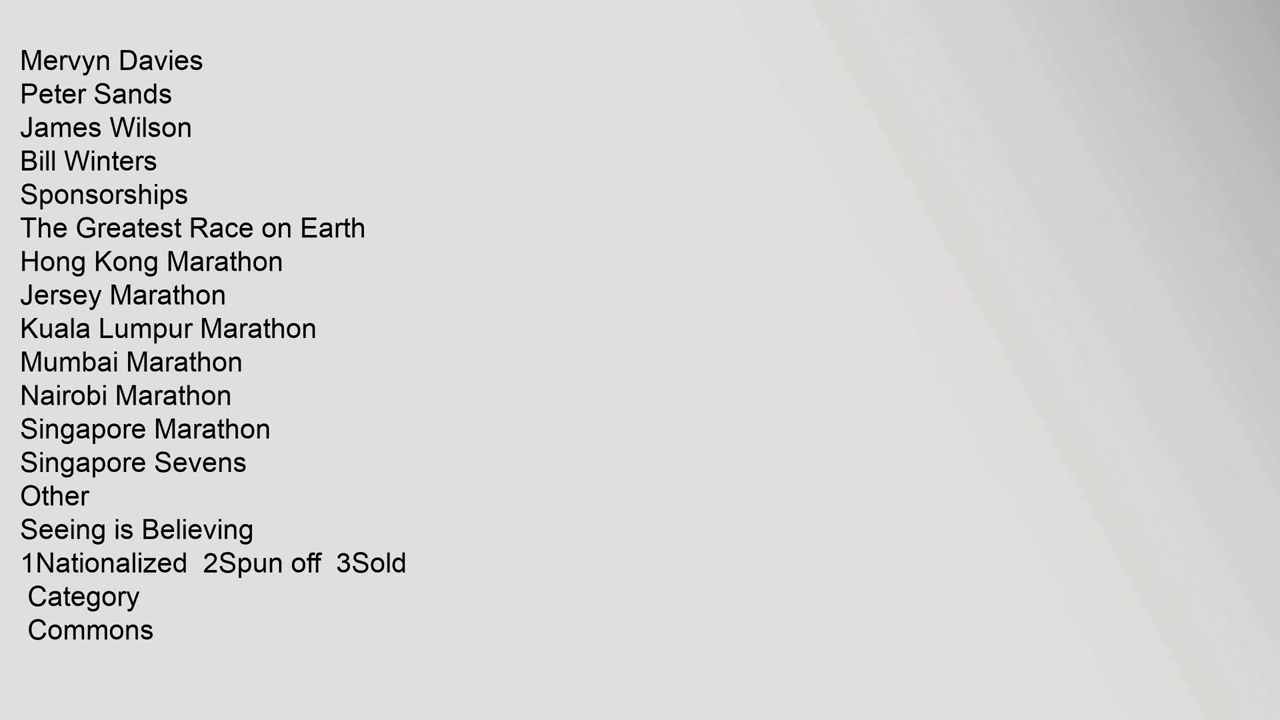 Mervyn Davies
Peter Sands
James Wilson
Bill Winters
Sponsorships
The Greatest Race on Earth
Hong Kong Marathon
Jersey Marathon
Kuala Lumpur Marathon
Mumbai Marathon
Nairobi Marathon
Singapore Marathon
Singapore Sevens
Other
Seeing is Believing
1Nationalized  2Spun off  3Sold
Category
Commons